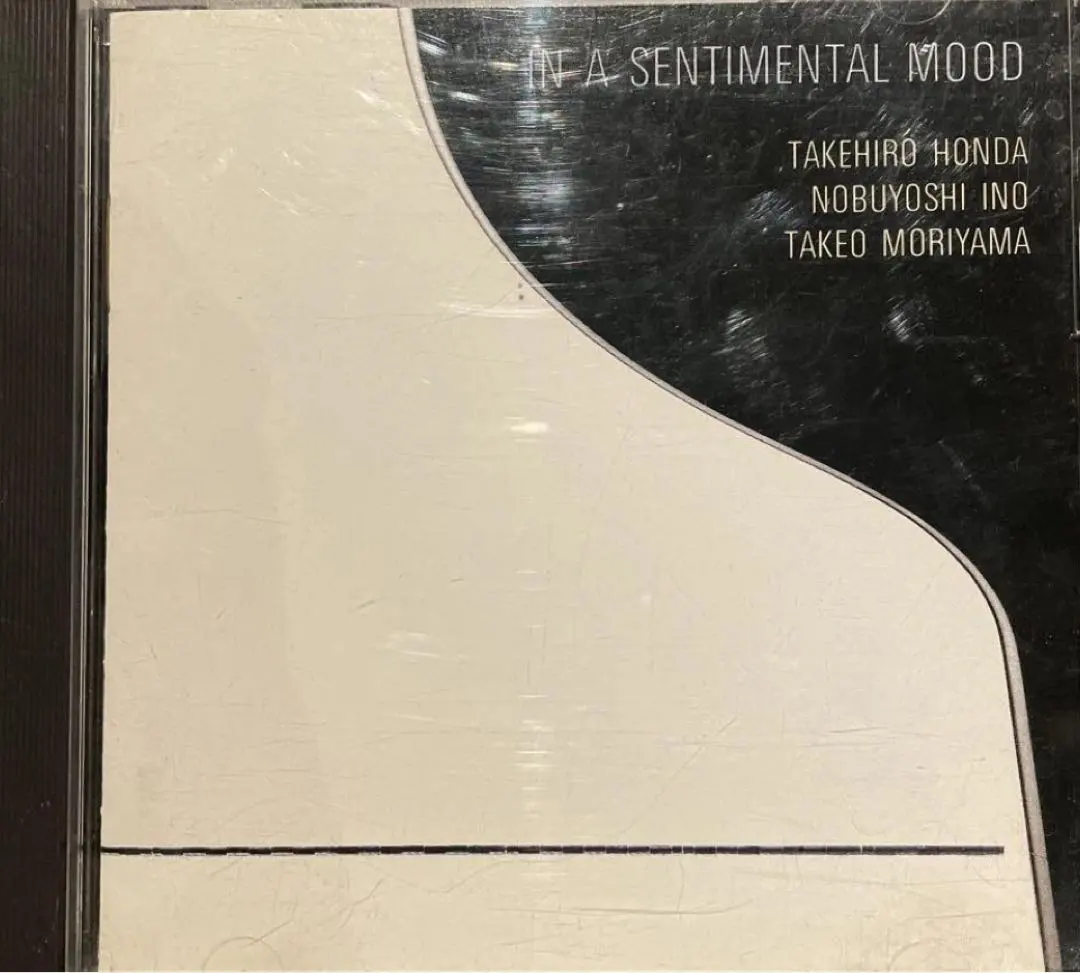 IN A SENTIMENTAL MOOD
TAKEHIRO HONDA
NOBUYOSHI INO
TAKEO MORIYAMA